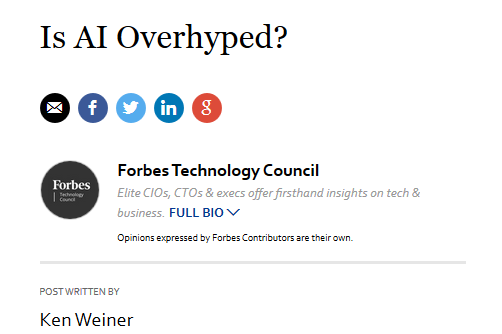 Is AI Overhyped?
f
in
g
Forbes
Technology
Council
Forbes Technology Council
Elite CIOs, CTOs & execs offer firsthand insights on tech &
business. FULL BIO
Opinions expressed by Forbes Contributors are their own.
POST WRITTEN BY
Ken Weiner